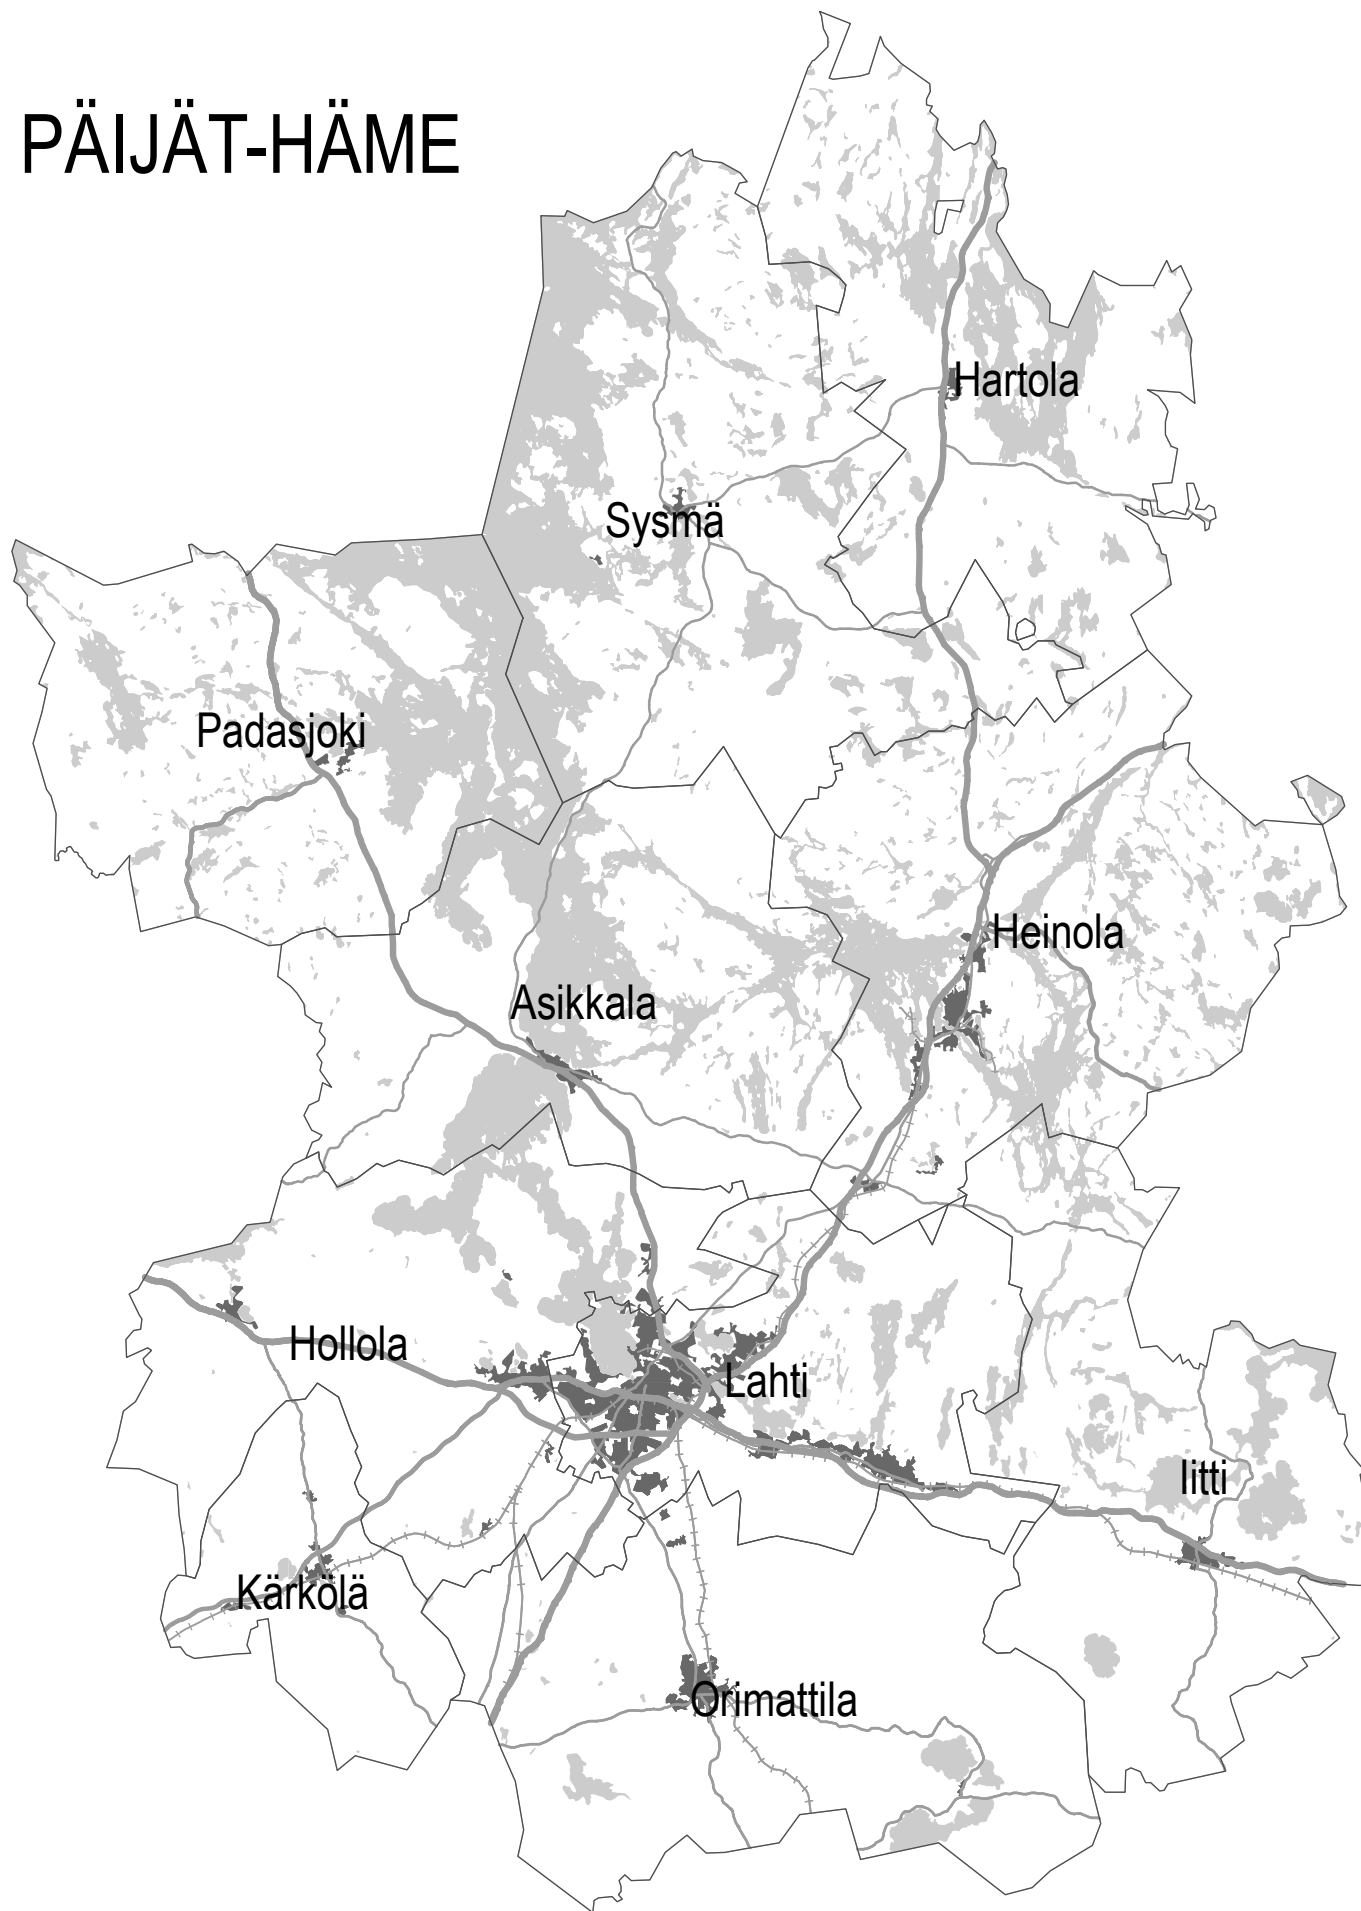 PÄIJÄT-HÄME
Hartola
Sysmä
Padasjoki
Heinola
Asikkala
Hollola
Lahti
Iitti
Kärkölä
Orimattila